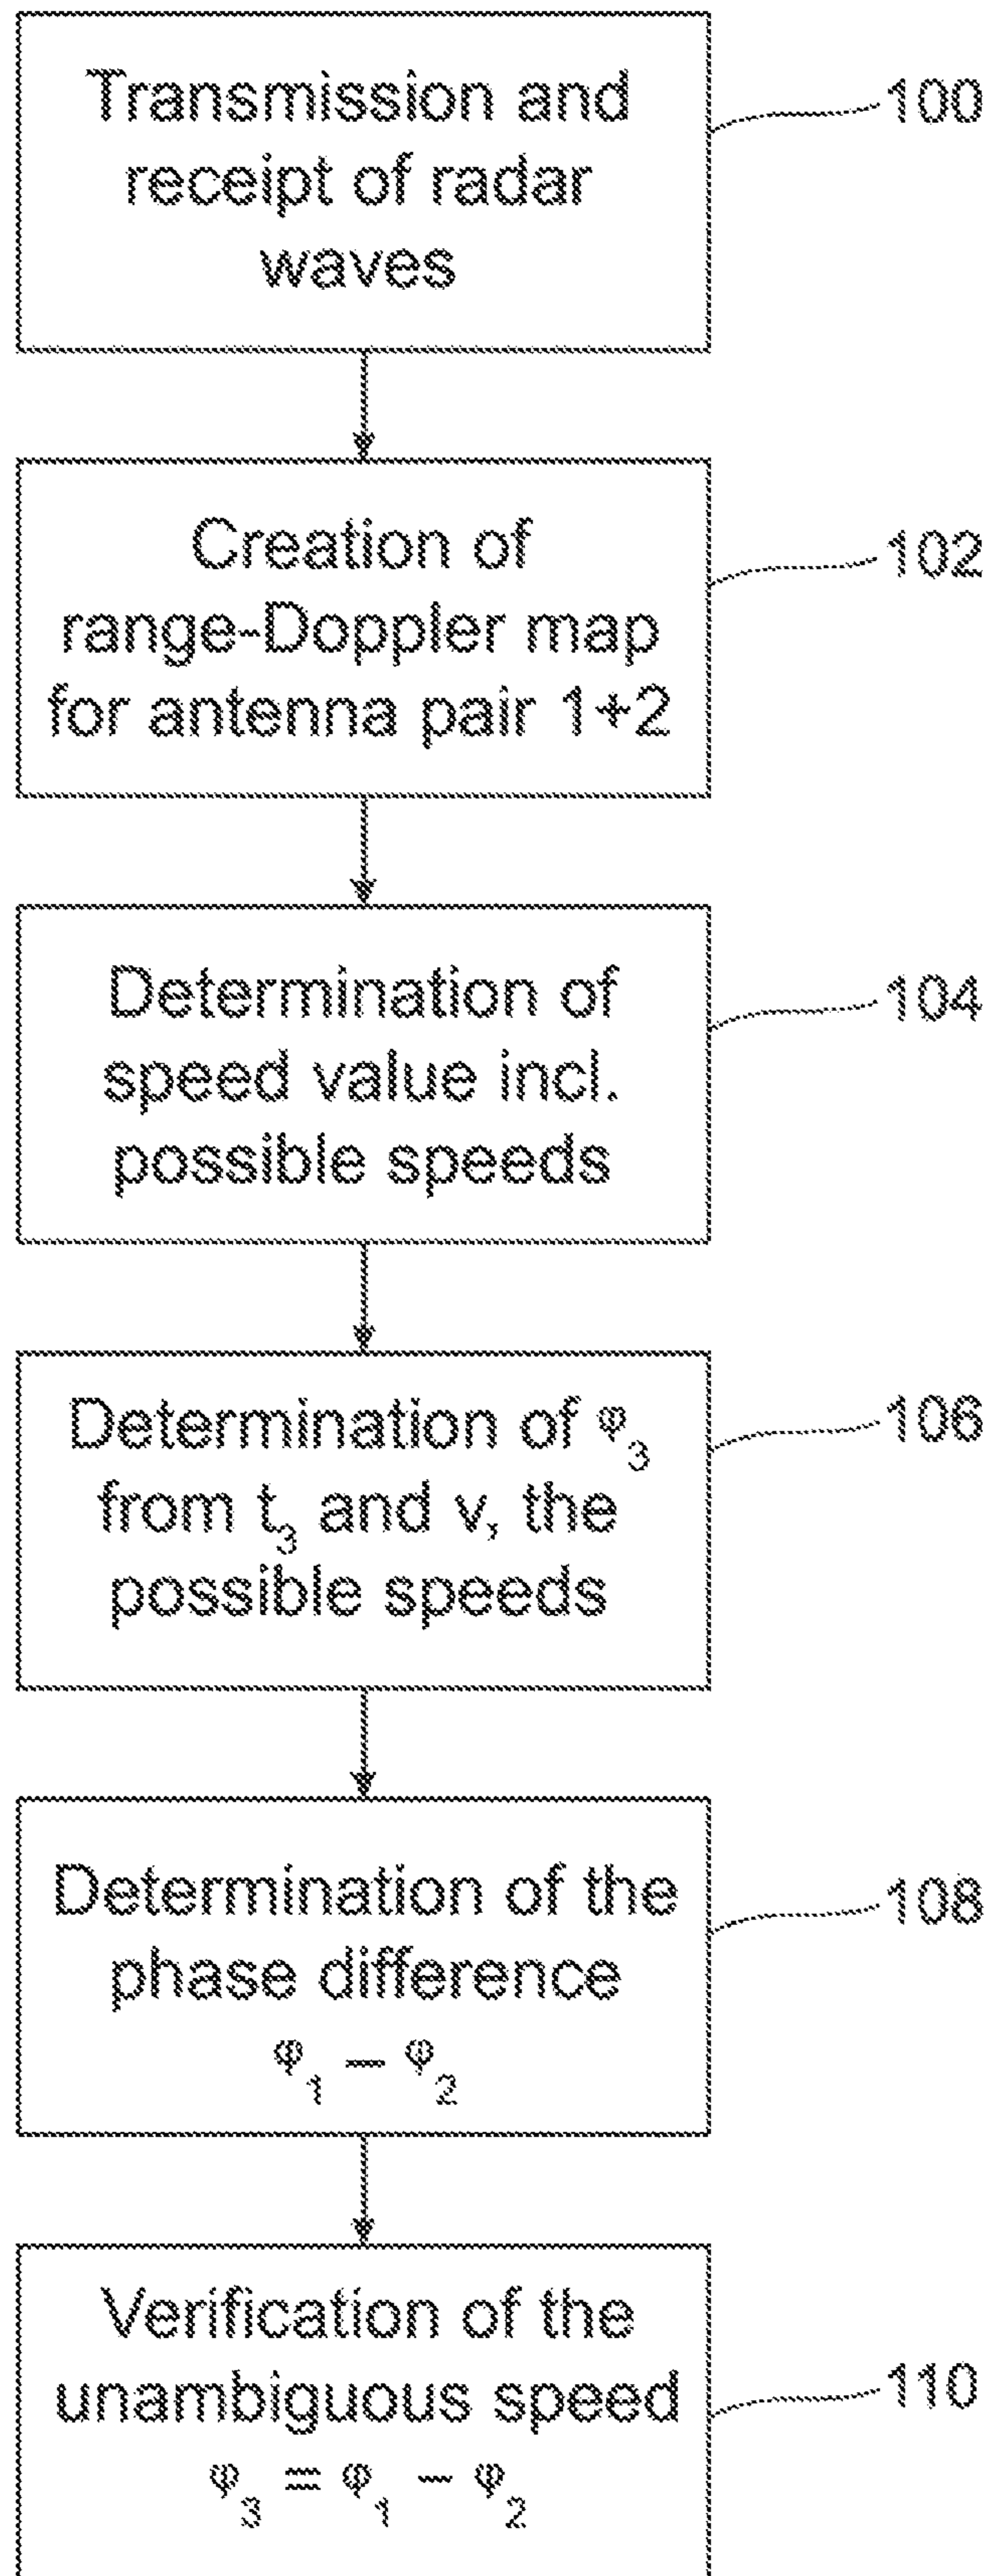 Transmission and
receipt of radar
waves
100
Creation of
range-Doppler map
for antenna pair 1+2
102
Determination of
speed value incl.
possible speeds
104
Determination of φ₃
from t₃ and v, the
possible speeds
106
Determination of the
phase difference
φ₁ – φ₂
108
Verification of the
unambiguous speed
φ₃ = φ₁ – φ₂
110